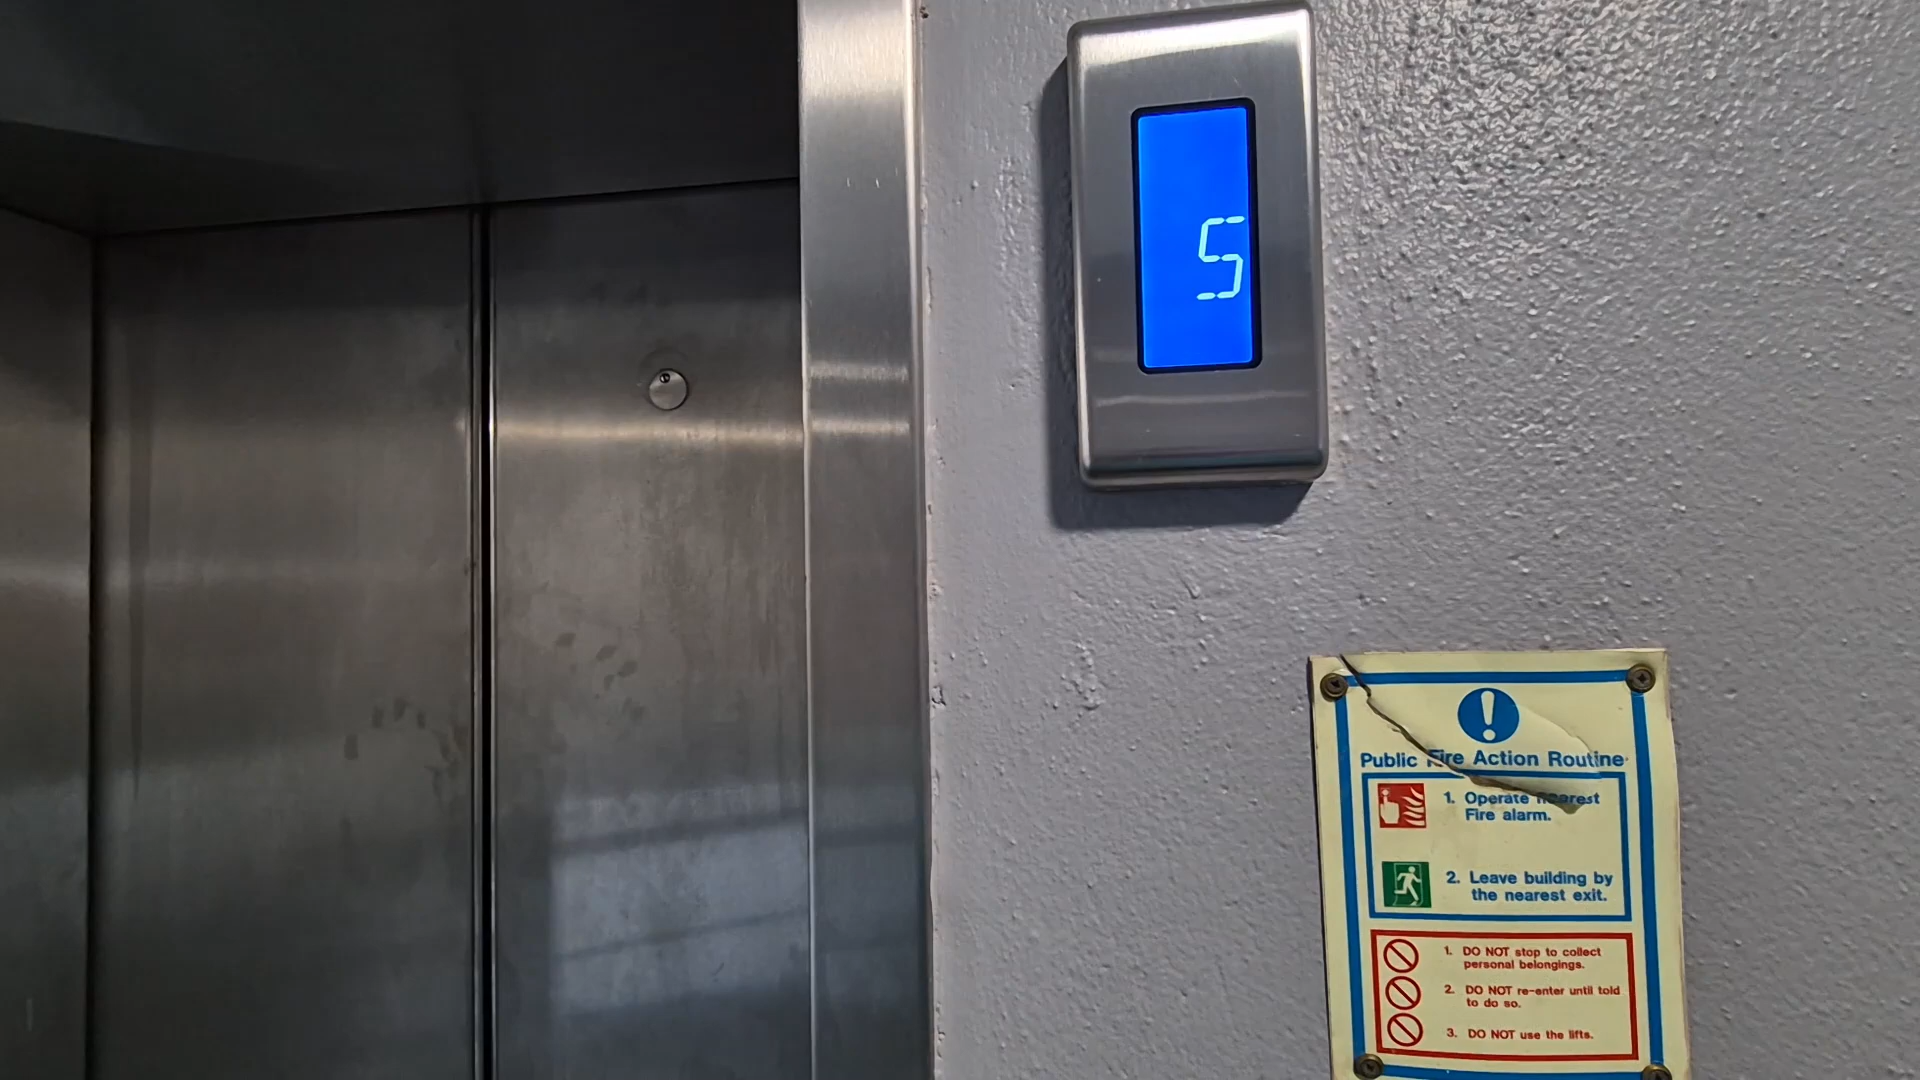 5
Public Fire Action Routine
1. Operate nearest
Fire alarm.
2. Leave building by
the nearest exit.
1. DO NOT stop to collect
personal belongings.
2. DO NOT re-enter until told
to do so.
3. DO NOT use the lifts.